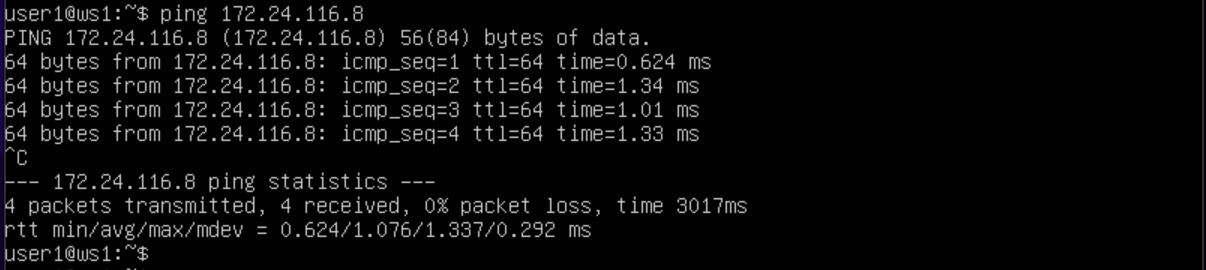 user1@ws1:~$ ping 172.24.116.8
PING 172.24.116.8 (172.24.116.8) 56(84) bytes of data.
64 bytes from 172.24.116.8: icmp_seq=1 ttl=64 time=0.624 ms
64 bytes from 172.24.116.8: icmp_seq=2 ttl=64 time=1.34 ms
64 bytes from 172.24.116.8: icmp_seq=3 ttl=64 time=1.01 ms
64 bytes from 172.24.116.8: icmp_seq=4 ttl=64 time=1.33 ms
^C
--- 172.24.116.8 ping statistics ---
4 packets transmitted, 4 received, 0% packet loss, time 3017ms
rtt min/avg/max/mdev = 0.624/1.076/1.337/0.292 ms
user1@ws1:~$